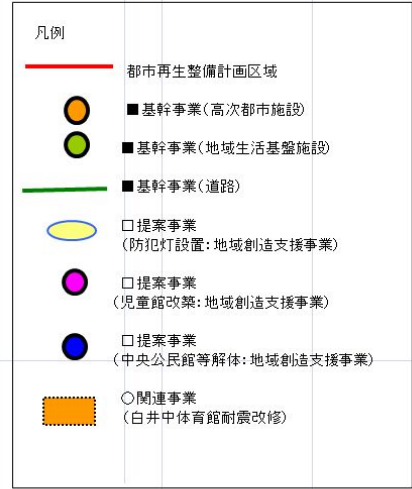 凡例
都市再生整備計画区域
■基幹事業(高次都市施設)
■基幹事業(地域生活基盤施設)
■基幹事業(道路)
□提案事業
(防犯灯設置:地域創造支援事業)
□提案事業
(児童館改築:地域創造支援事業)
□提案事業
(中央公民館等解体:地域創造支援事業)
○関連事業
(白井中体育館耐震改修)